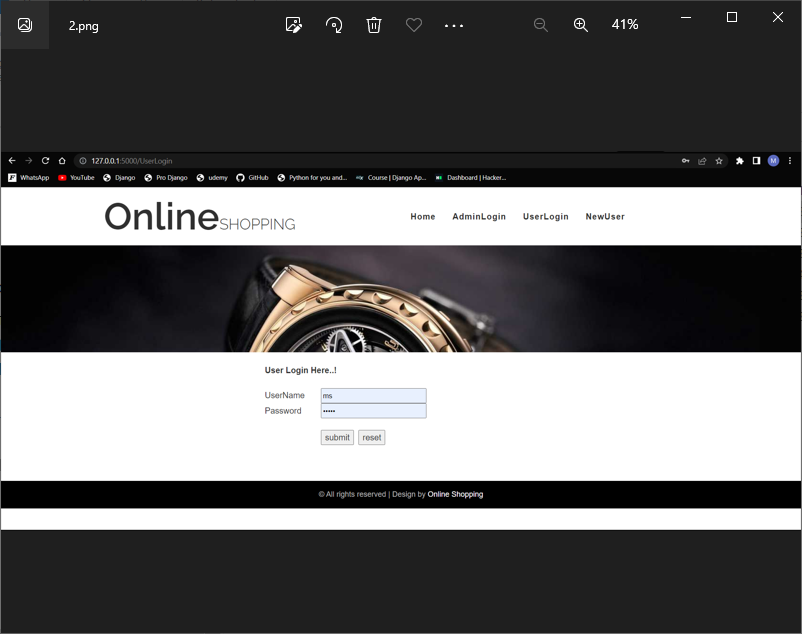 2.png
41%
127.0.0.1:5000/UserLogin
M
WhatsApp YouTube Django Pro Django udemy GitHub Python for you and... Course | Django Ap... Dashboard | Hacker...
Online SHOPPING
Home AdminLogin UserLogin NewUser
User Login Here..!
UserName ms
Password •••••
submit reset
© All rights reserved | Design by Online Shopping